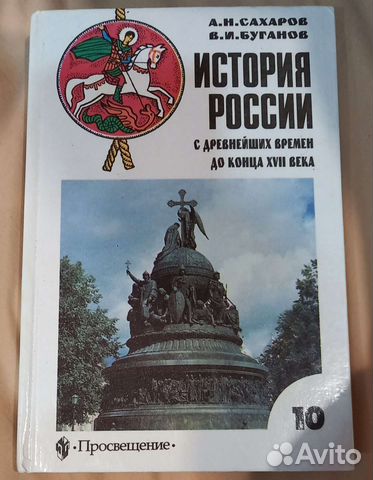 А.Н.САХАРОВ
В.И.БУГАНОВ
ИСТОРИЯ
РОССИИ
С ДРЕВНЕЙШИХ ВРЕМЕН
ДО КОНЦА XVII ВЕКА
10
• Просвещение •
Avito